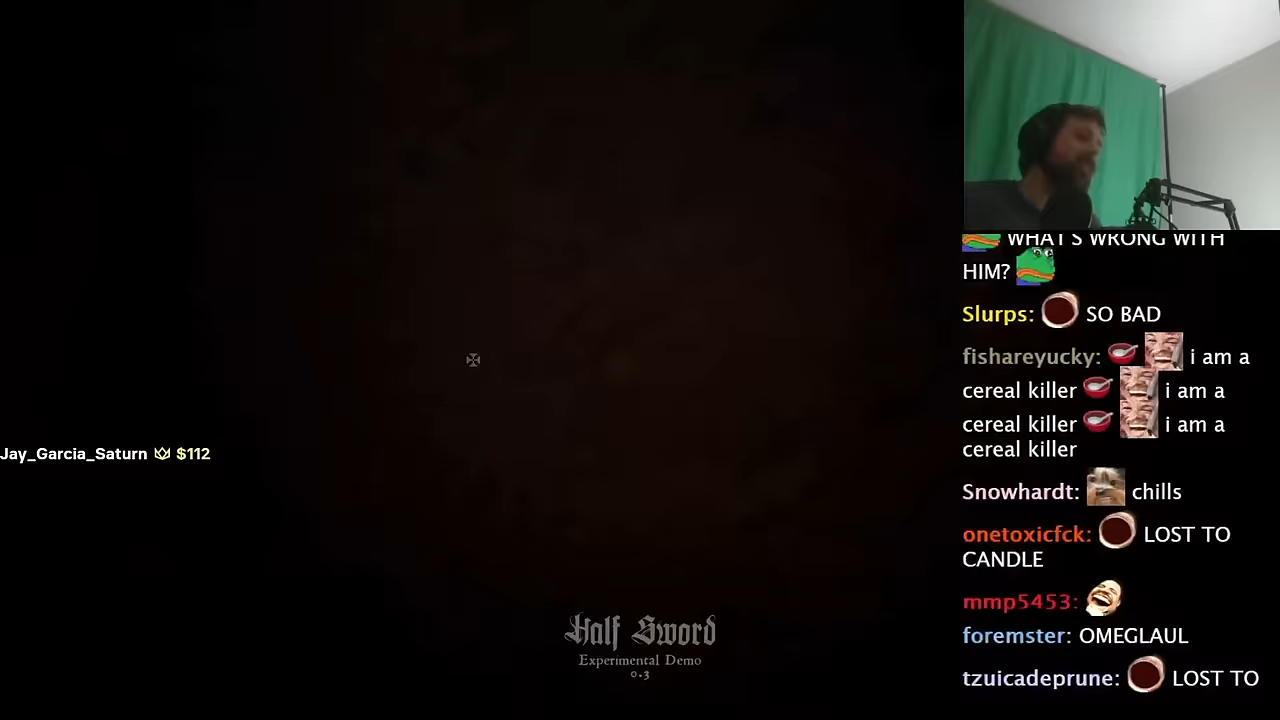 WHAT'S WRONG WITH
HIM?
Slurps: SO BAD
fishareyucky: i am a
cereal killer i am a
cereal killer i am a
cereal killer
Snowhardt: chills
onetoxicfck: LOST TO
CANDLE
mmp5453:
foremster: OMEGLAUL
tzuicadeprune: LOST TO
Jay_Garcia_Saturn $112
Half Sword
Experimental Demo
0.3